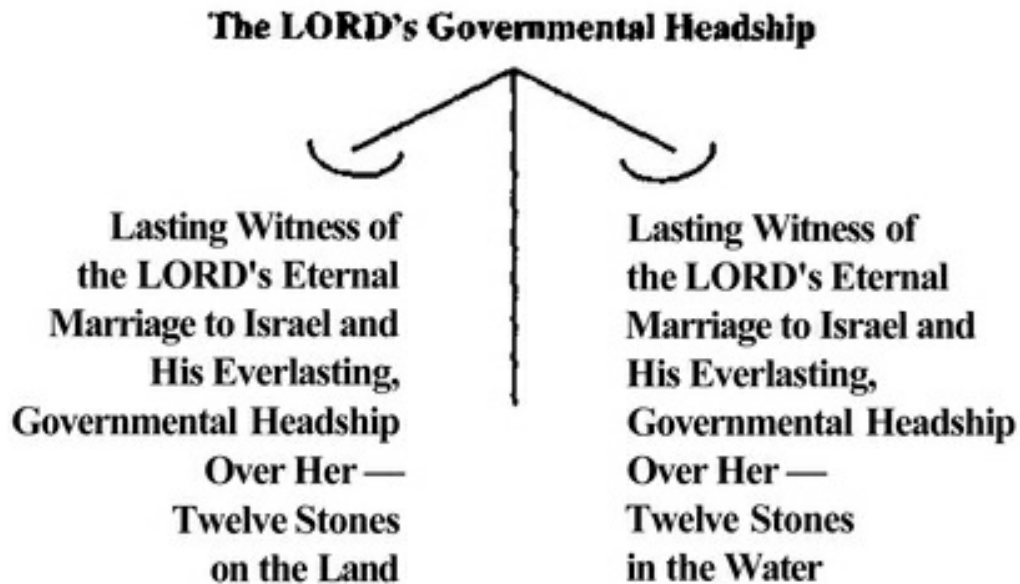 The LORD's Governmental Headship
Lasting Witness of
the LORD's Eternal
Marriage to Israel and
His Everlasting,
Governmental Headship
Over Her —
Twelve Stones
on the Land
Lasting Witness of
the LORD's Eternal
Marriage to Israel and
His Everlasting,
Governmental Headship
Over Her —
Twelve Stones
in the Water